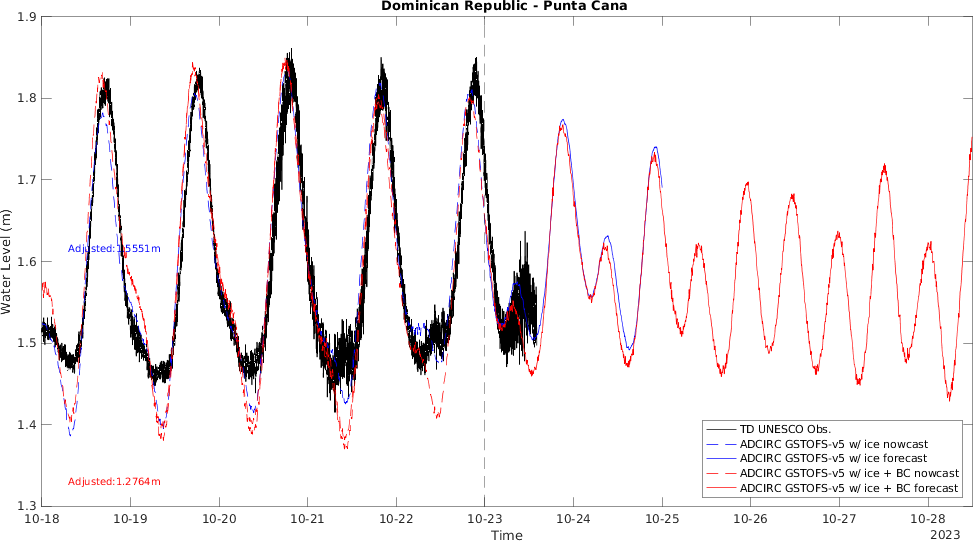 Dominican Republic - Punta Cana
1.9
1.8
1.7
1.6
1.5
1.4
1.3
Water Level (m)
Adjusted:1.5551m
Adjusted:1.2764m
TD UNESCO Obs.
ADCIRC GSTOFS-v5 w/ ice nowcast
ADCIRC GSTOFS-v5 w/ ice forecast
ADCIRC GSTOFS-v5 w/ ice + BC nowcast
ADCIRC GSTOFS-v5 w/ ice + BC forecast
10-18 10-19 10-20 10-21 10-22 10-23 10-24 10-25 10-26 10-27 10-28
Time
2023